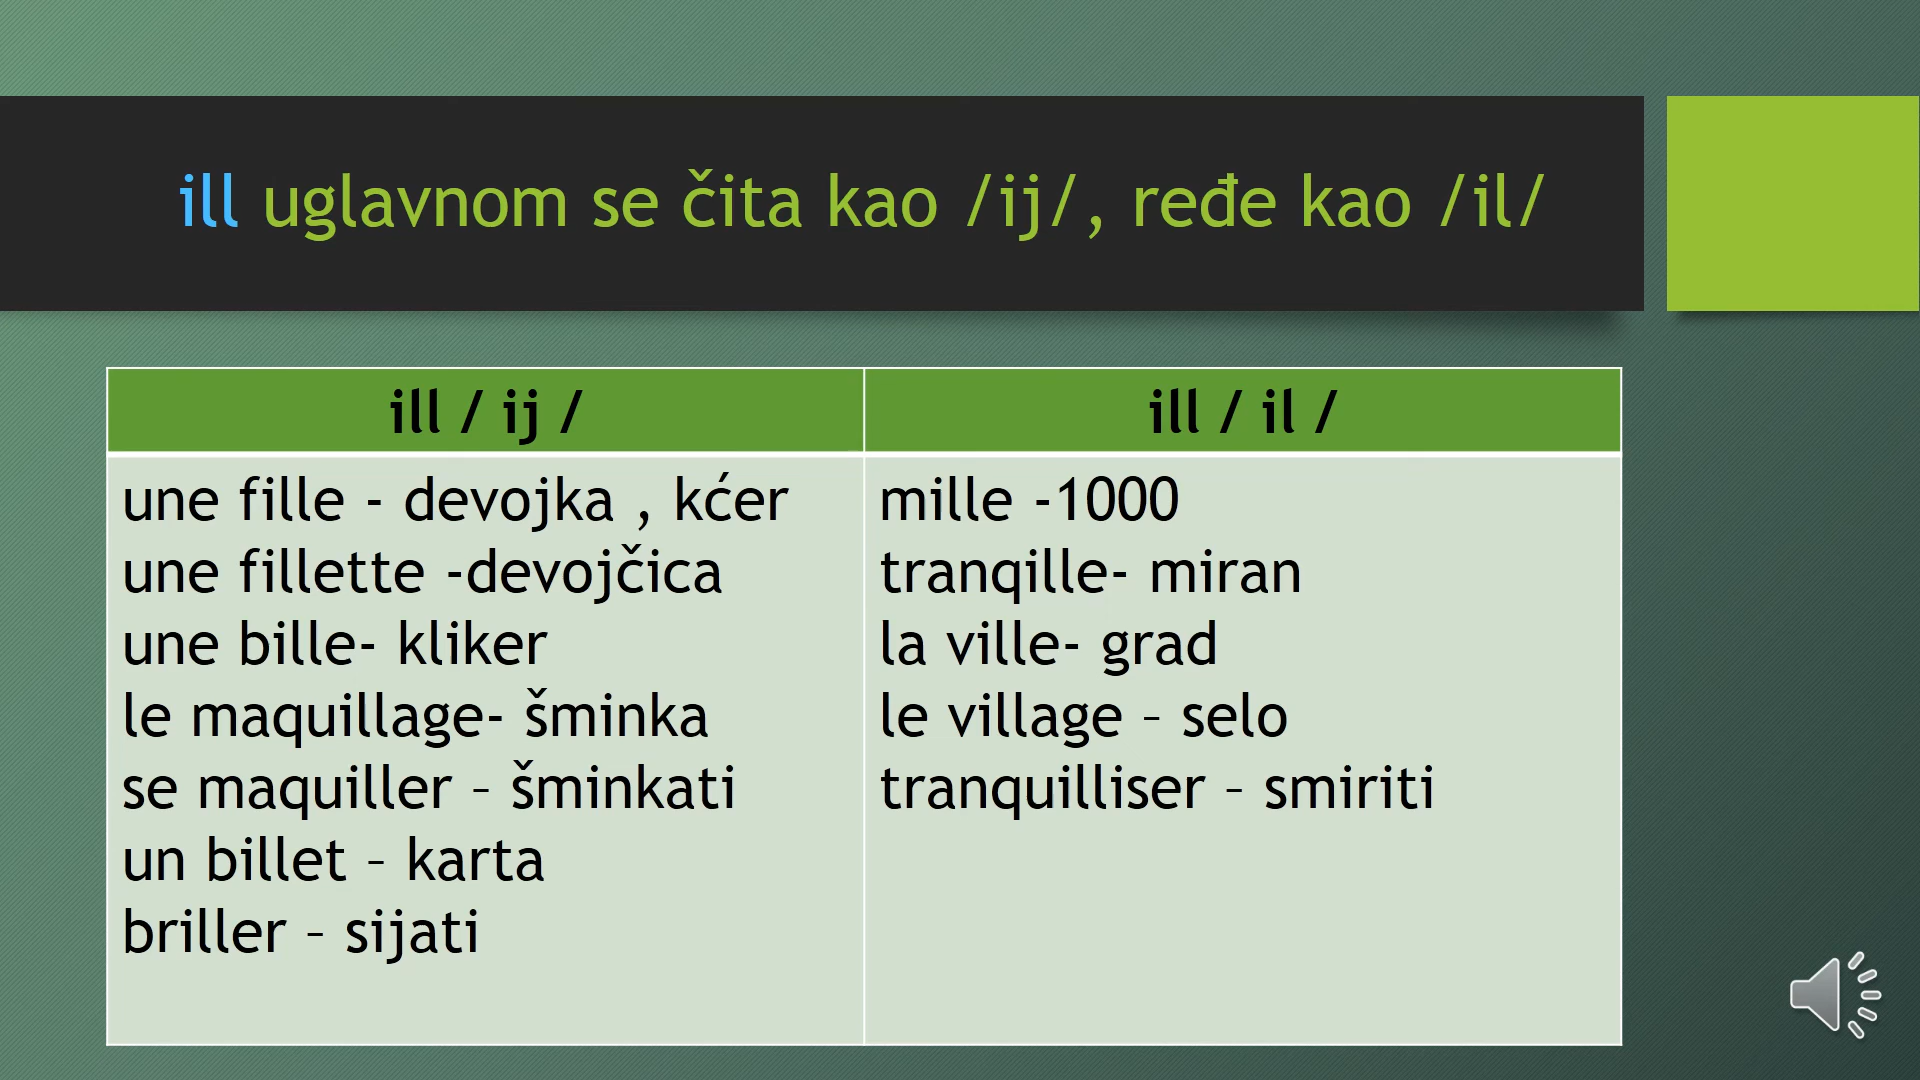 ill uglavnom se čita kao /ij/, ređe kao /il/
ill / ij /
une fille - devojka , kćer
une fillette -devojčica
une bille- kliker
le maquillage- šminka
se maquiller – šminkati
un billet – karta
briller – sijati
ill / il /
mille -1000
tranqille- miran
la ville- grad
le village – selo
tranquilliser – smiriti